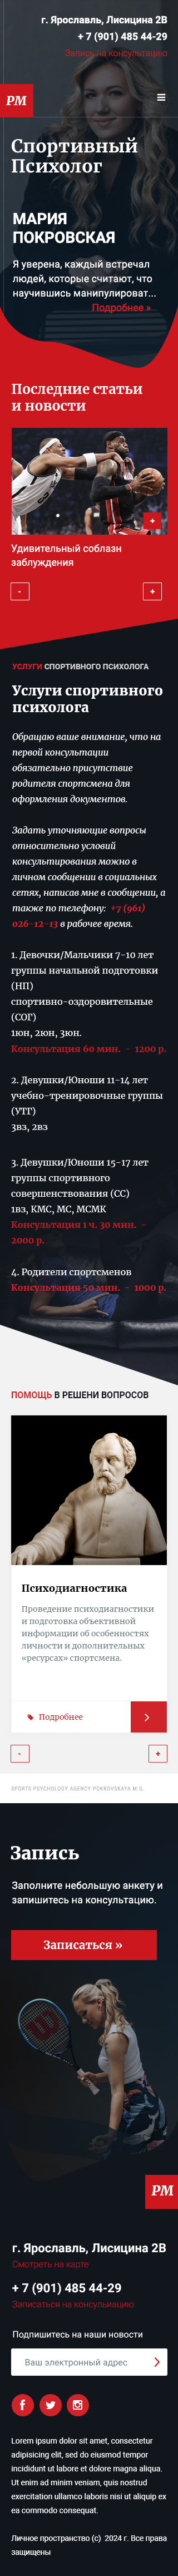 г. Ярославль, Лисицина 2В
+ 7 (901) 485 44-29
Запись на консультацию
PM
Спортивный
Психолог
МАРИЯ
ПОКРОВСКАЯ
Я уверена, каждый встречал
людей, которые считают, что
научившись манипулироват...
Подробнее »
Последние статьи
и новости
+
Удивительный соблазн
заблуждения
-
+
УСЛУГИ СПОРТИВНОГО ПСИХОЛОГА
Услуги спортивного
психолога
Обращаю ваше внимание, что на
первой консультации
обязательно присутствие
родителя спортсмена для
оформления документов.
Задать уточняющие вопросы
относительно условий
консультирования можно в
личном сообщении в социальных
сетях, написав мне в сообщении, а
также по телефону: +7 (961)
026-12-13 в рабочее время.
1. Девочки/Мальчики 7-10 лет
группы начальной подготовки
(НП)
спортивно-оздоровительные
(СОГ)
1юн, 2юн, 3юн.
Консультация 60 мин. - 1200 р.
2. Девушки/Юноши 11-14 лет
учебно-тренировочные группы
(УТГ)
3вз, 2вз
3. Девушки/Юноши 15-17 лет
группы спортивного
совершенствования (СС)
1вз, КМС, МС, МСМК
Консультация 1 ч. 30 мин. -
2000 р.
4. Родители спортсменов
Консультация 50 мин. - 1000 р.
ПОМОЩЬ В РЕШЕНИ ВОПРОСОВ
Психодиагностика
Проведение психодиагностики
и подготовка объективной
информации об особенностях
личности и дополнительных
«ресурсах» спортсмена.
Подробнее
-
+
SPORTS PSYCHOLOGY AGENCY POKROVSKAYA M.S.
Запись
Заполните небольшую анкету и
запишитесь на консультацию.
Записаться »
PM
г. Ярославль, Лисицина 2В
Смотреть на карте
+ 7 (901) 485 44-29
Записаться на консультацию
Подпишитесь на наши новости
Ваш электронный адрес
Lorem ipsum dolor sit amet, consectetur
adipisicing elit, sed do eiusmod tempor
incididunt ut labore et dolore magna aliqua.
Ut enim ad minim veniam, quis nostrud
exercitation ullamco laboris nisi ut aliquip ex
ea commodo consequat.
Личное пространство (с) 2024 г. Все права
защищены